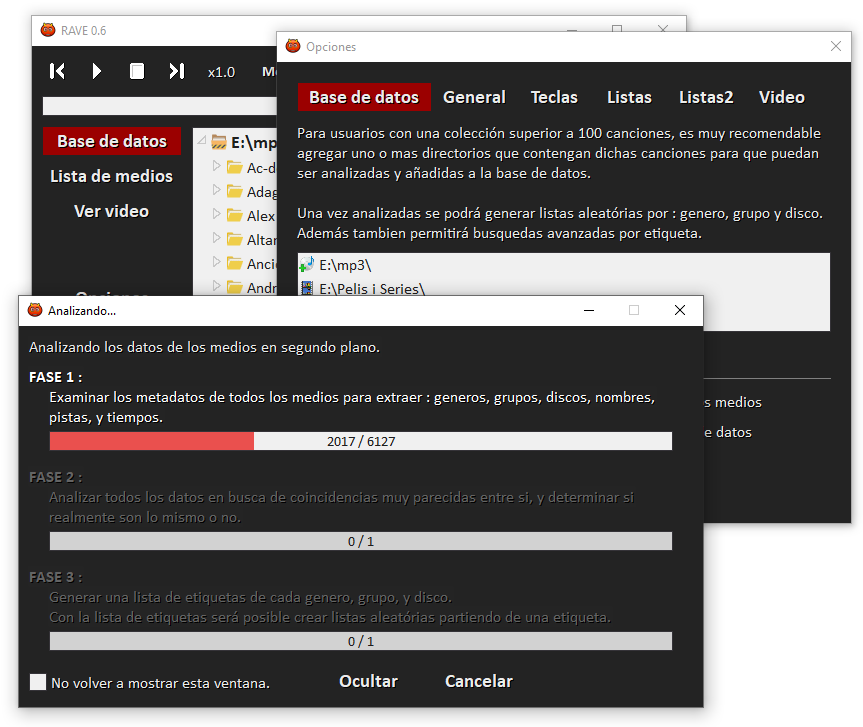 RAVE 0.6
x1.0
Base de datos
Lista de medios
Ver video
E:\mp
Ac-d
Adag
Alex
Altar
Anci
Andr
Opciones
Base de datos General Teclas Listas Listas2 Video
Para usuarios con una colección superior a 100 canciones, es muy recomendable
agregar uno o mas directorios que contengan dichas canciones para que puedan
ser analizadas y añadidas a la base de datos.
Una vez analizadas se podrá generar listas aleatórias por : genero, grupo y disco.
Además tambien permitirá busquedas avanzadas por etiqueta.
E:\mp3\
E:\Pelis i Series\
s medios
e datos
Analizando...
Analizando los datos de los medios en segundo plano.
FASE 1 :
Examinar los metadatos de todos los medios para extraer : generos, grupos, discos, nombres,
pistas, y tiempos.
2017 / 6127
FASE 2 :
Analizar todos los datos en busca de coincidencias muy parecidas entre si, y determinar si
realmente son lo mismo o no.
0 / 1
FASE 3 :
Generar una lista de etiquetas de cada genero, grupo, y disco.
Con la lista de etiquetas será posible crear listas aleatórias partiendo de una etiqueta.
0 / 1
No volver a mostrar esta ventana. Ocultar Cancelar